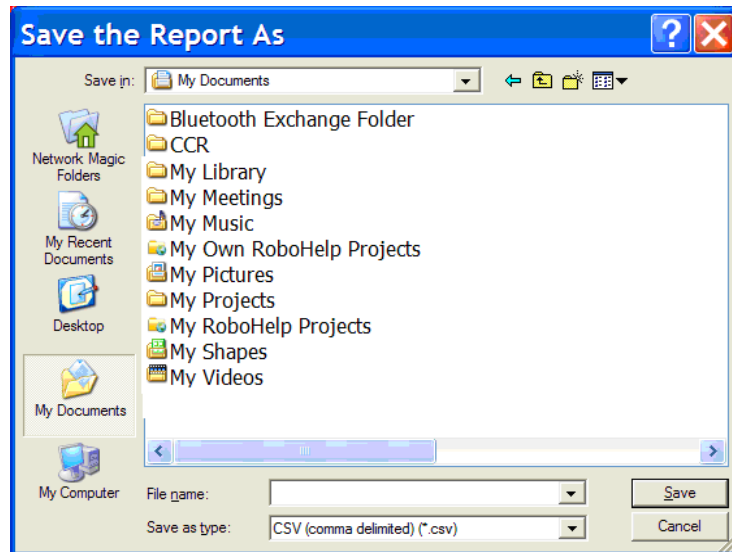 Save the Report As
Save in:
My Documents
Network Magic
Folders
My Recent
Documents
Desktop
My Documents
My Computer
Bluetooth Exchange Folder
CCR
My Library
My Meetings
My Music
My Own RoboHelp Projects
My Pictures
My Projects
My RoboHelp Projects
My Shapes
My Videos
File name:
Save
Save as type:
CSV (comma delimited) (*.csv)
Cancel